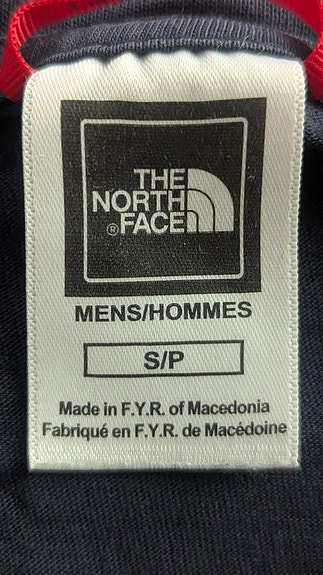 THE
NORTH
® FACE
MENS/HOMMES
S/P
Made in F.Y.R. of Macedonia
Fabriqué en F.Y.R. de Macédoine